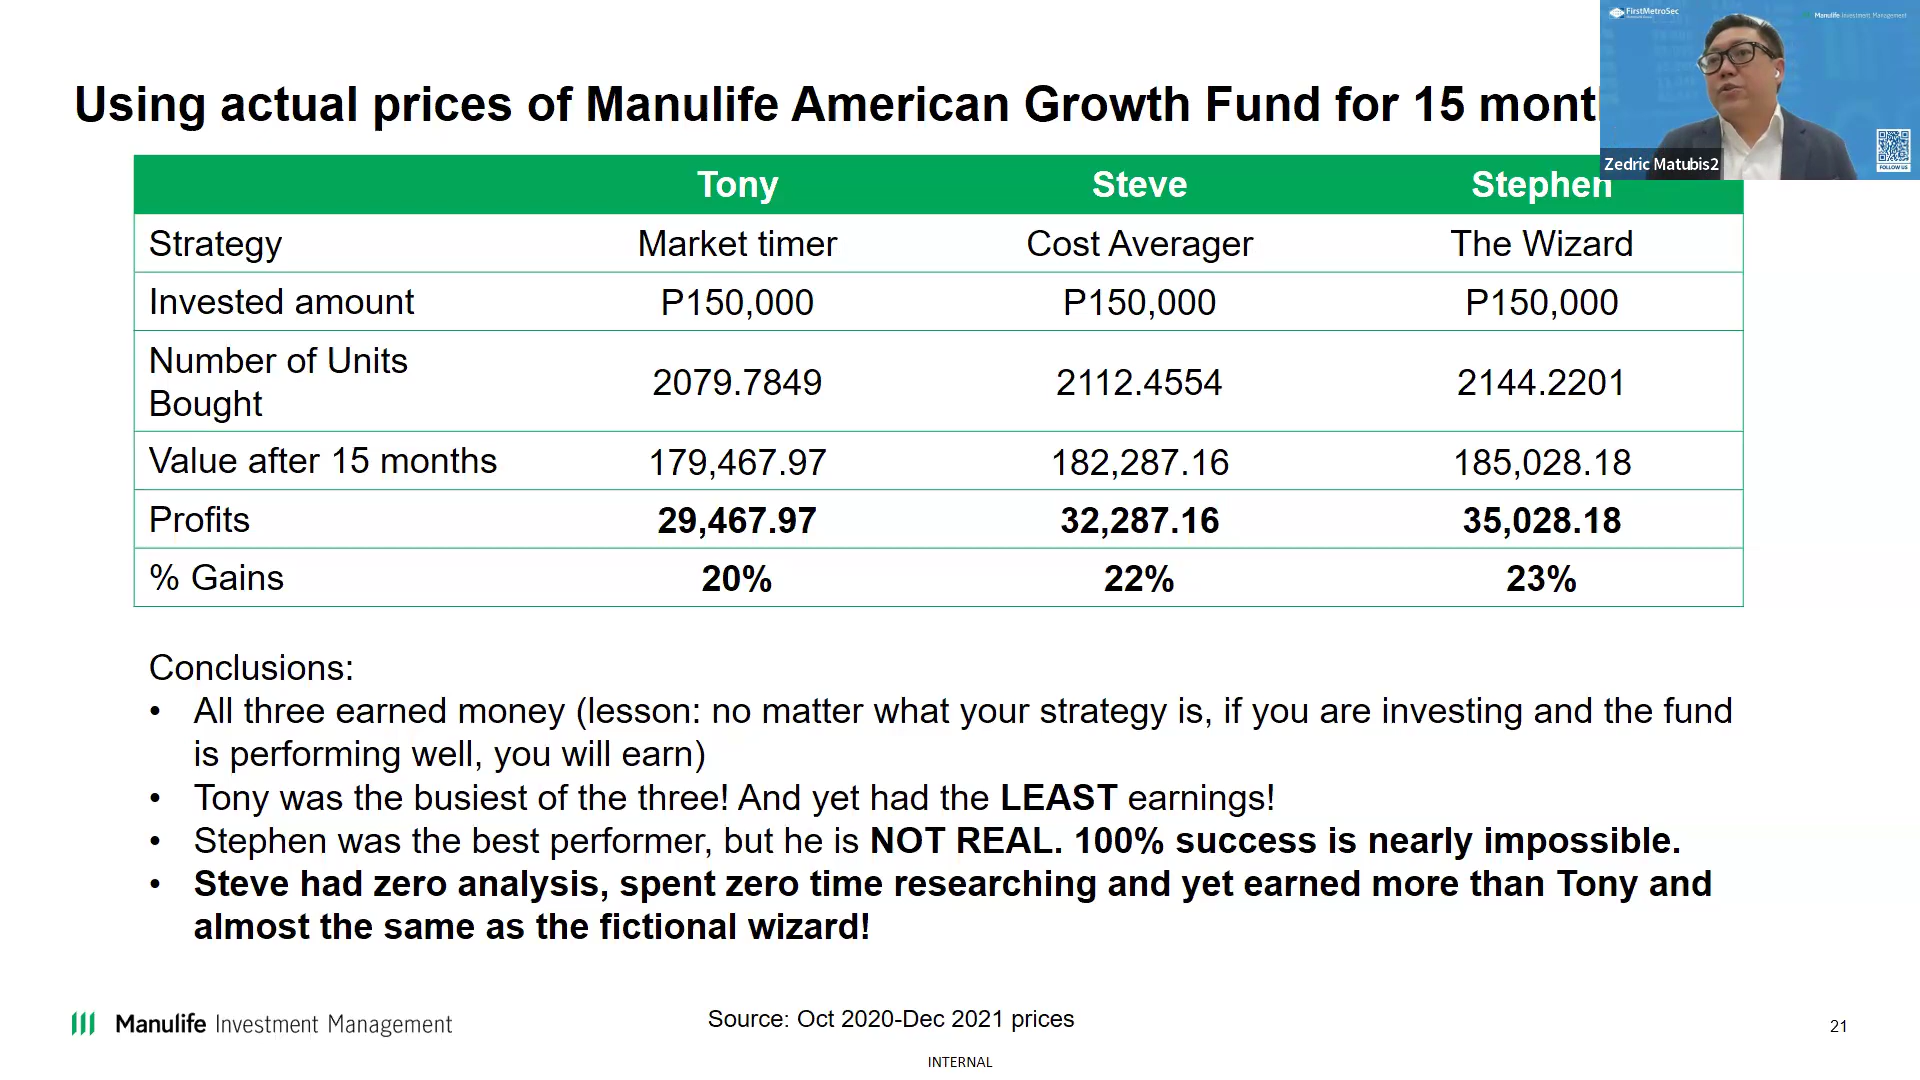 FirstMetroSec
Manulife Investment Management
Using actual prices of Manulife American Growth Fund for 15 mont
Zedric Matubis2
FOLLOW US
Tony Steve Stephen
Strategy Market timer Cost Averager The Wizard
Invested amount P150,000 P150,000 P150,000
Number of Units
Bought 2079.7849 2112.4554 2144.2201
Value after 15 months 179,467.97 182,287.16 185,028.18
Profits 29,467.97 32,287.16 35,028.18
% Gains 20% 22% 23%
Conclusions:
• All three earned money (lesson: no matter what your strategy is, if you are investing and the fund
is performing well, you will earn)
• Tony was the busiest of the three! And yet had the LEAST earnings!
• Stephen was the best performer, but he is NOT REAL. 100% success is nearly impossible.
• Steve had zero analysis, spent zero time researching and yet earned more than Tony and
almost the same as the fictional wizard!
Manulife Investment Management
Source: Oct 2020-Dec 2021 prices
21
INTERNAL